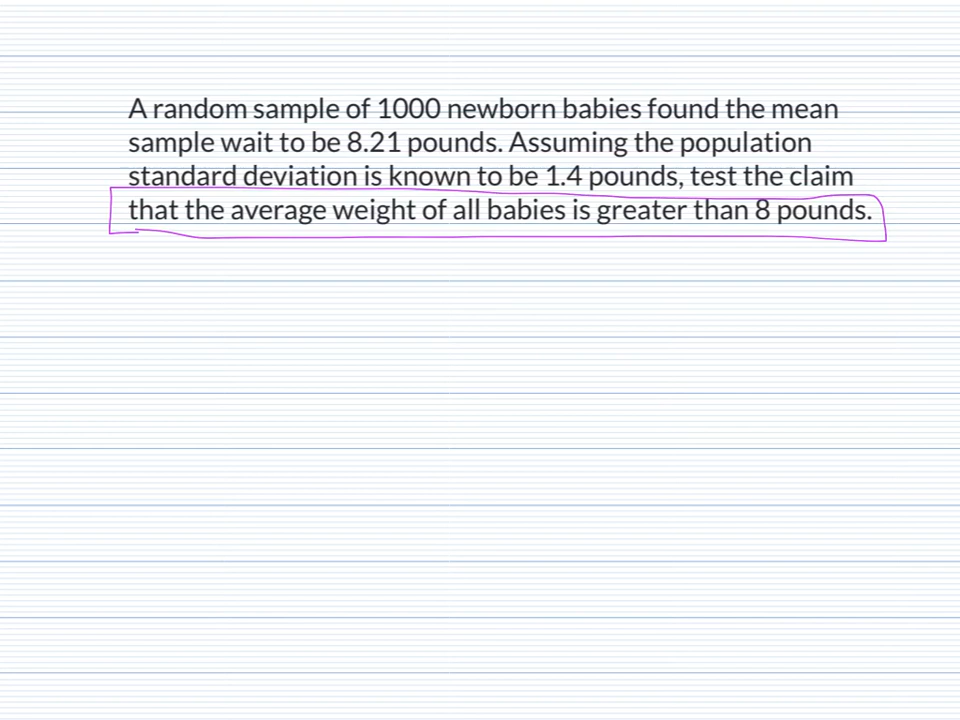 A random sample of 1000 newborn babies found the mean
sample wait to be 8.21 pounds. Assuming the population
standard deviation is known to be 1.4 pounds, test the claim
that the average weight of all babies is greater than 8 pounds.